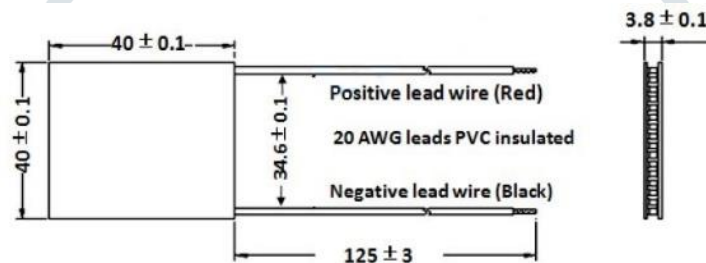 40 ± 0.1
3.8 ± 0.1
40 ± 0.1
Positive lead wire (Red)
34.6 ± 0.1
20 AWG leads PVC insulated
Negative lead wire (Black)
125 ± 3